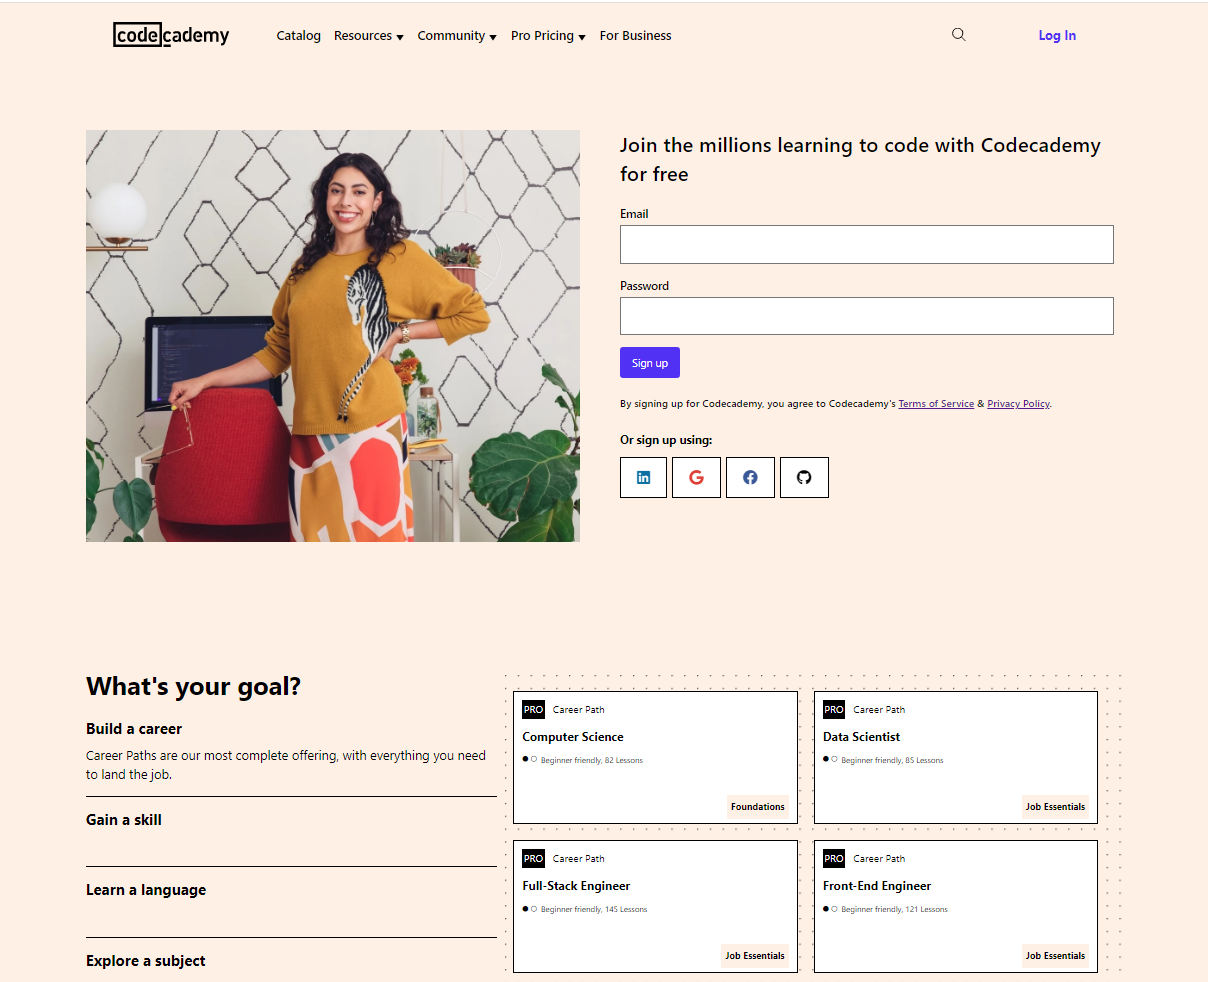 codecademy
Catalog Resources Community Pro Pricing For Business
Log In
Join the millions learning to code with Codecademy
for free
Email
Password
Sign up
By signing up for Codecademy, you agree to Codecademy's Terms of Service & Privacy Policy.
Or sign up using:
What's your goal?
Build a career
Career Paths are our most complete offering, with everything you need
to land the job.
Gain a skill
Learn a language
Explore a subject
PRO Career Path
Computer Science
Beginner friendly, 82 Lessons
Foundations
PRO Career Path
Data Scientist
Beginner friendly, 85 Lessons
Job Essentials
PRO Career Path
Full-Stack Engineer
Beginner friendly, 145 Lessons
Job Essentials
PRO Career Path
Front-End Engineer
Beginner friendly, 121 Lessons
Job Essentials